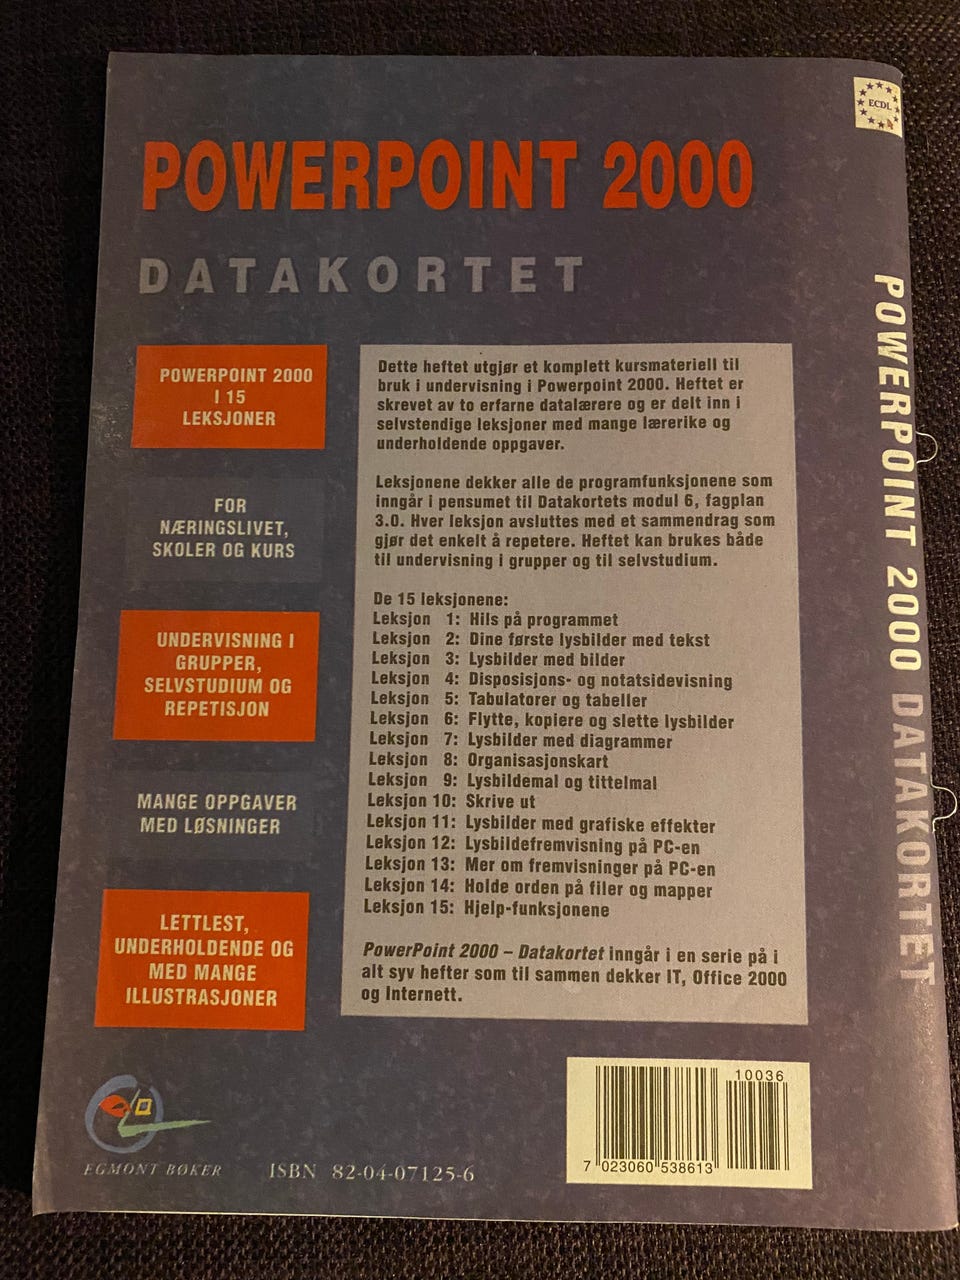 ECDL
POWERPOINT 2000
DATAKORTET
POWERPOINT 2000
I 15
LEKSJONER
FOR
NÆRINGSLIVET,
SKOLER OG KURS
UNDERVISNING I
GRUPPER,
SELVSTUDIUM OG
REPETISJON
MANGE OPPGAVER
MED LØSNINGER
LETTLEST,
UNDERHOLDENDE OG
MED MANGE
ILLUSTRASJONER
Dette heftet utgjør et komplett kursmateriell til
bruk i undervisning i Powerpoint 2000. Heftet er
skrevet av to erfarne datalærere og er delt inn i
selvstendige leksjoner med mange lærerike og
underholdende oppgaver.
Leksjonene dekker alle de programfunksjonene som
inngår i pensumet til Datakortets modul 6, fagplan
3.0. Hver leksjon avsluttes med et sammendrag som
gjør det enkelt å repetere. Heftet kan brukes både
til undervisning i grupper og til selvstudium.
De 15 leksjonene:
Leksjon 1: Hils på programmet
Leksjon 2: Dine første lysbilder med tekst
Leksjon 3: Lysbilder med bilder
Leksjon 4: Disposisjons- og notatsidevisning
Leksjon 5: Tabulatorer og tabeller
Leksjon 6: Flytte, kopiere og slette lysbilder
Leksjon 7: Lysbilder med diagrammer
Leksjon 8: Organisasjonskart
Leksjon 9: Lysbildemal og tittelmal
Leksjon 10: Skrive ut
Leksjon 11: Lysbilder med grafiske effekter
Leksjon 12: Lysbildefremvisning på PC-en
Leksjon 13: Mer om fremvisninger på PC-en
Leksjon 14: Holde orden på filer og mapper
Leksjon 15: Hjelp-funksjonene
PowerPoint 2000 – Datakortet inngår i en serie på i
alt syv hefter som til sammen dekker IT, Office 2000
og Internett.
POWERPOINT 2000 DATAKORTET
EGMONT BØKER
ISBN 82-04-07125-6
10036
7 023060 538613